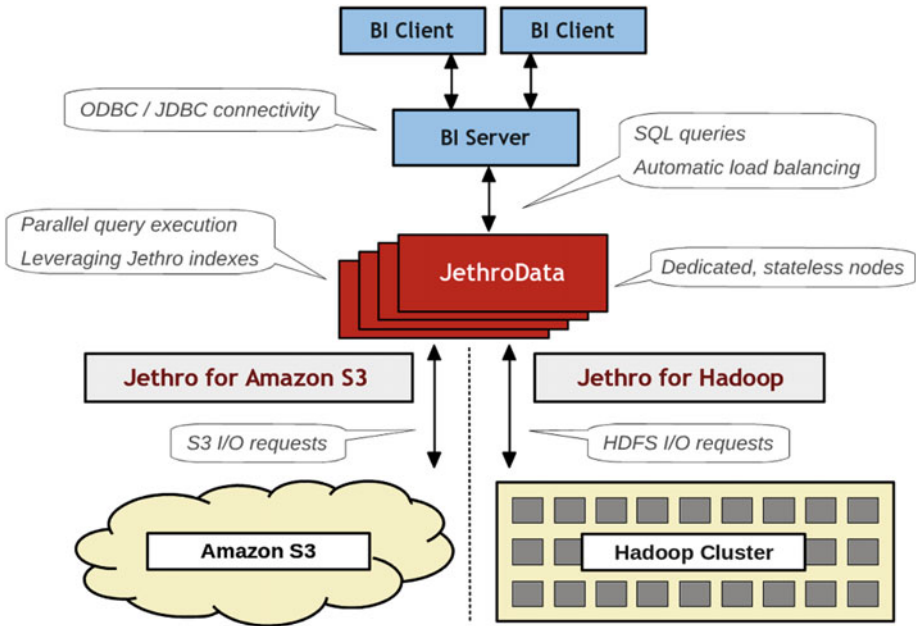 BI Client
BI Client
ODBC / JDBC connectivity
BI Server
SQL queries
Automatic load balancing
Parallel query execution
Leveraging Jethro indexes
JethroData
Dedicated, stateless nodes
Jethro for Amazon S3
Jethro for Hadoop
S3 I/O requests
HDFS I/O requests
Amazon S3
Hadoop Cluster